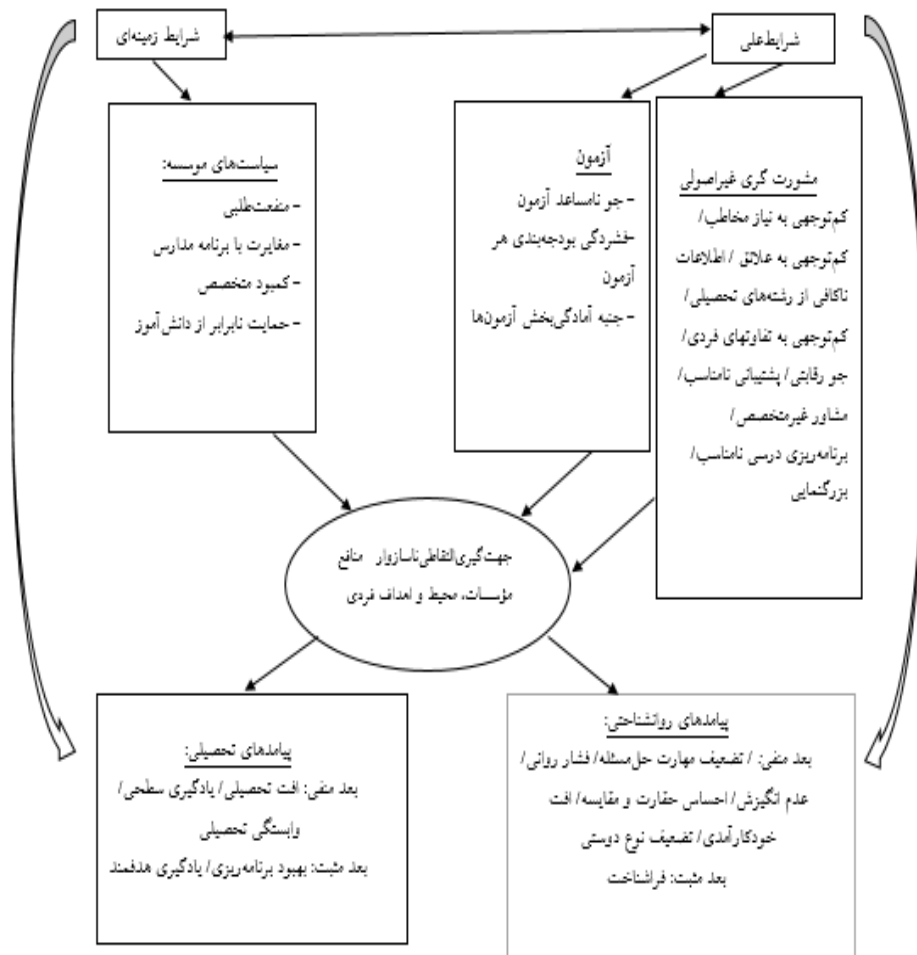 شرایط‌علی
شرایط زمینه‌ای
مشورت گری غیراصولی
کم‌توجهی به نیاز مخاطب/
کم‌توجهی به علائق / اطلاعات
ناکافی از رشته‌های تحصیلی/
کم‌توجهی به تفاوتهای فردی/
جو رقابتی/ پشتیبانی نامناسب/
مشاور غیرمتخصص/
برنامه‌ریزی درسی نامناسب/
بزرگنمایی
آزمون
- جو نامساعد آزمون
-فشردگی بودجه‌بندی هر
آزمون
- جنبه آمادگی‌بخش آزمون‌ها
سیاست‌های موسسه:
- منفعت‌طلبی
- مغایرت با برنامه مدارس
- کمبود متخصص
- حمایت نابرابر از دانش‌آموز
جهت‌گیری‌التقاطی‌ناسازوار منافع
مؤسسات، محیط و اهداف فردی
پیامدهای روانشناختی:
بعد منفی: / تضعیف مهارت حل‌مسئله/ فشار روانی/
عدم انگیزش/ احساس حقارت و مقایسه/ افت
خودکارآمدی/ تضعیف نوع دوستی
بعد مثبت: فراشناخت
پیامدهای تحصیلی:
بعد منفی: افت تحصیلی/ یادگیری سطحی/
وابستگی تحصیلی
بعد مثبت: بهبود برنامه‌ریزی/ یادگیری هدفمند